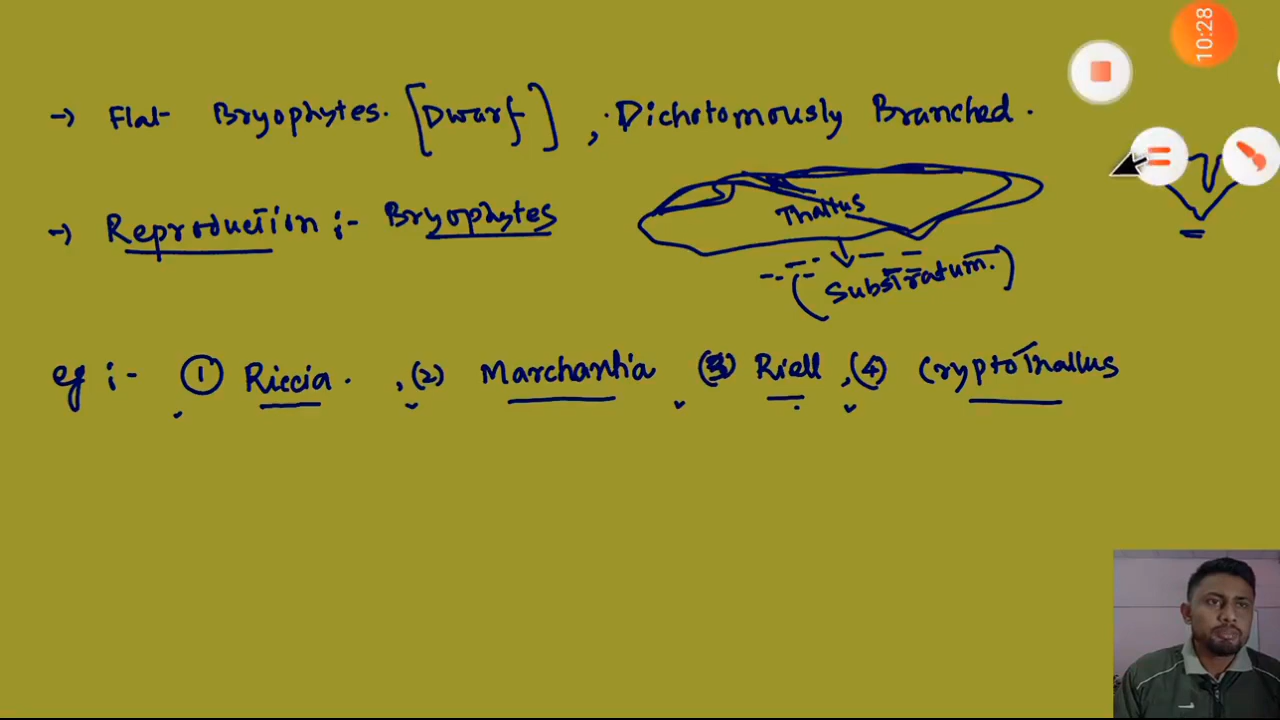 10:28
→ Flat Bryophytes. [Dwarf], Dichotomously Branched.
→ Reproduction :- Bryophytes
Thallus
(Substratum.)
eg :- ① Riccia. , (2) Marchantia (3) Riell , (4) Cryptothallus